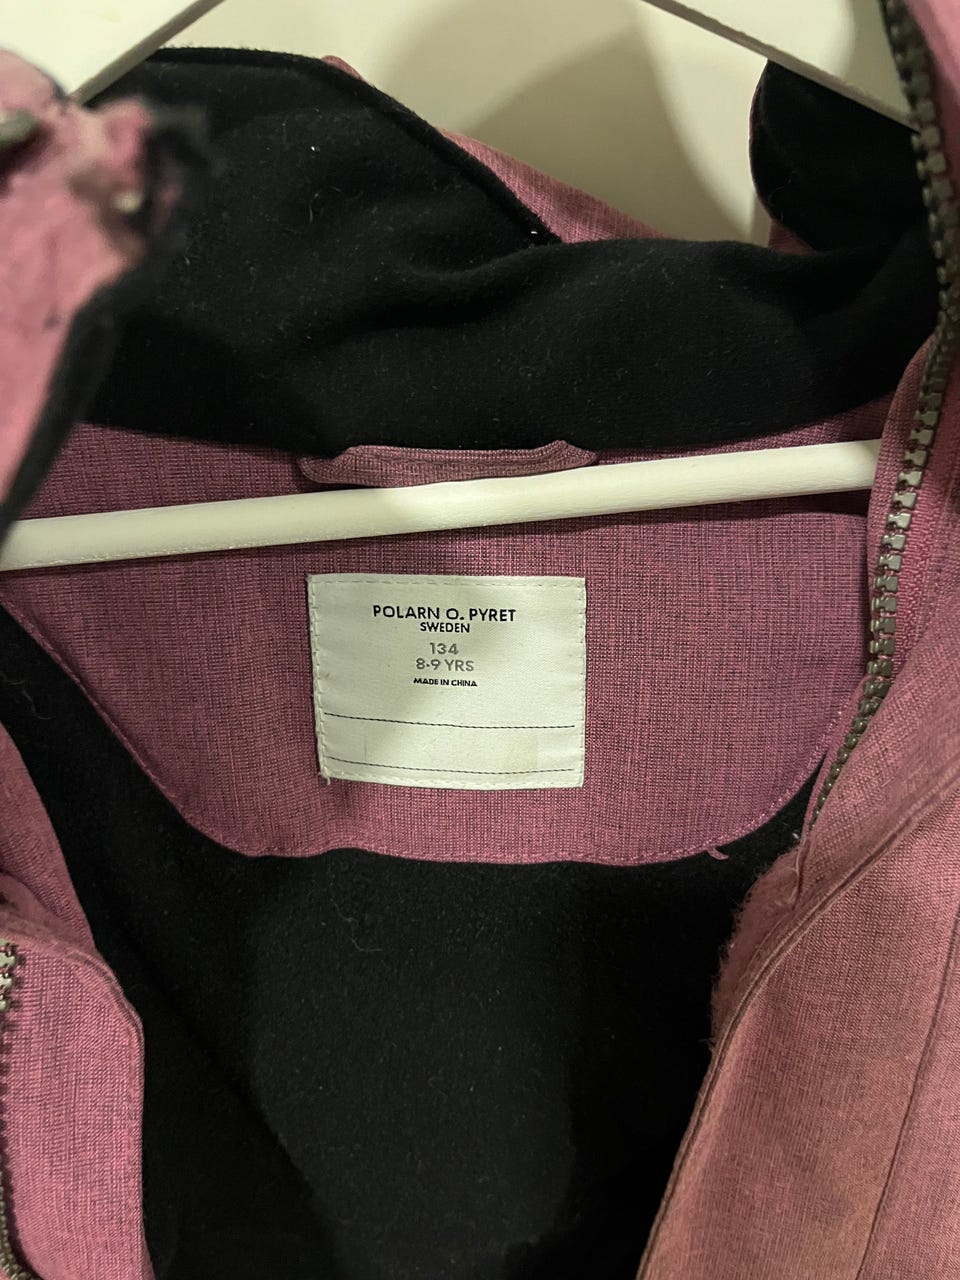 POLARN O. PYRET
SWEDEN
134
8-9 YRS
MADE IN CHINA